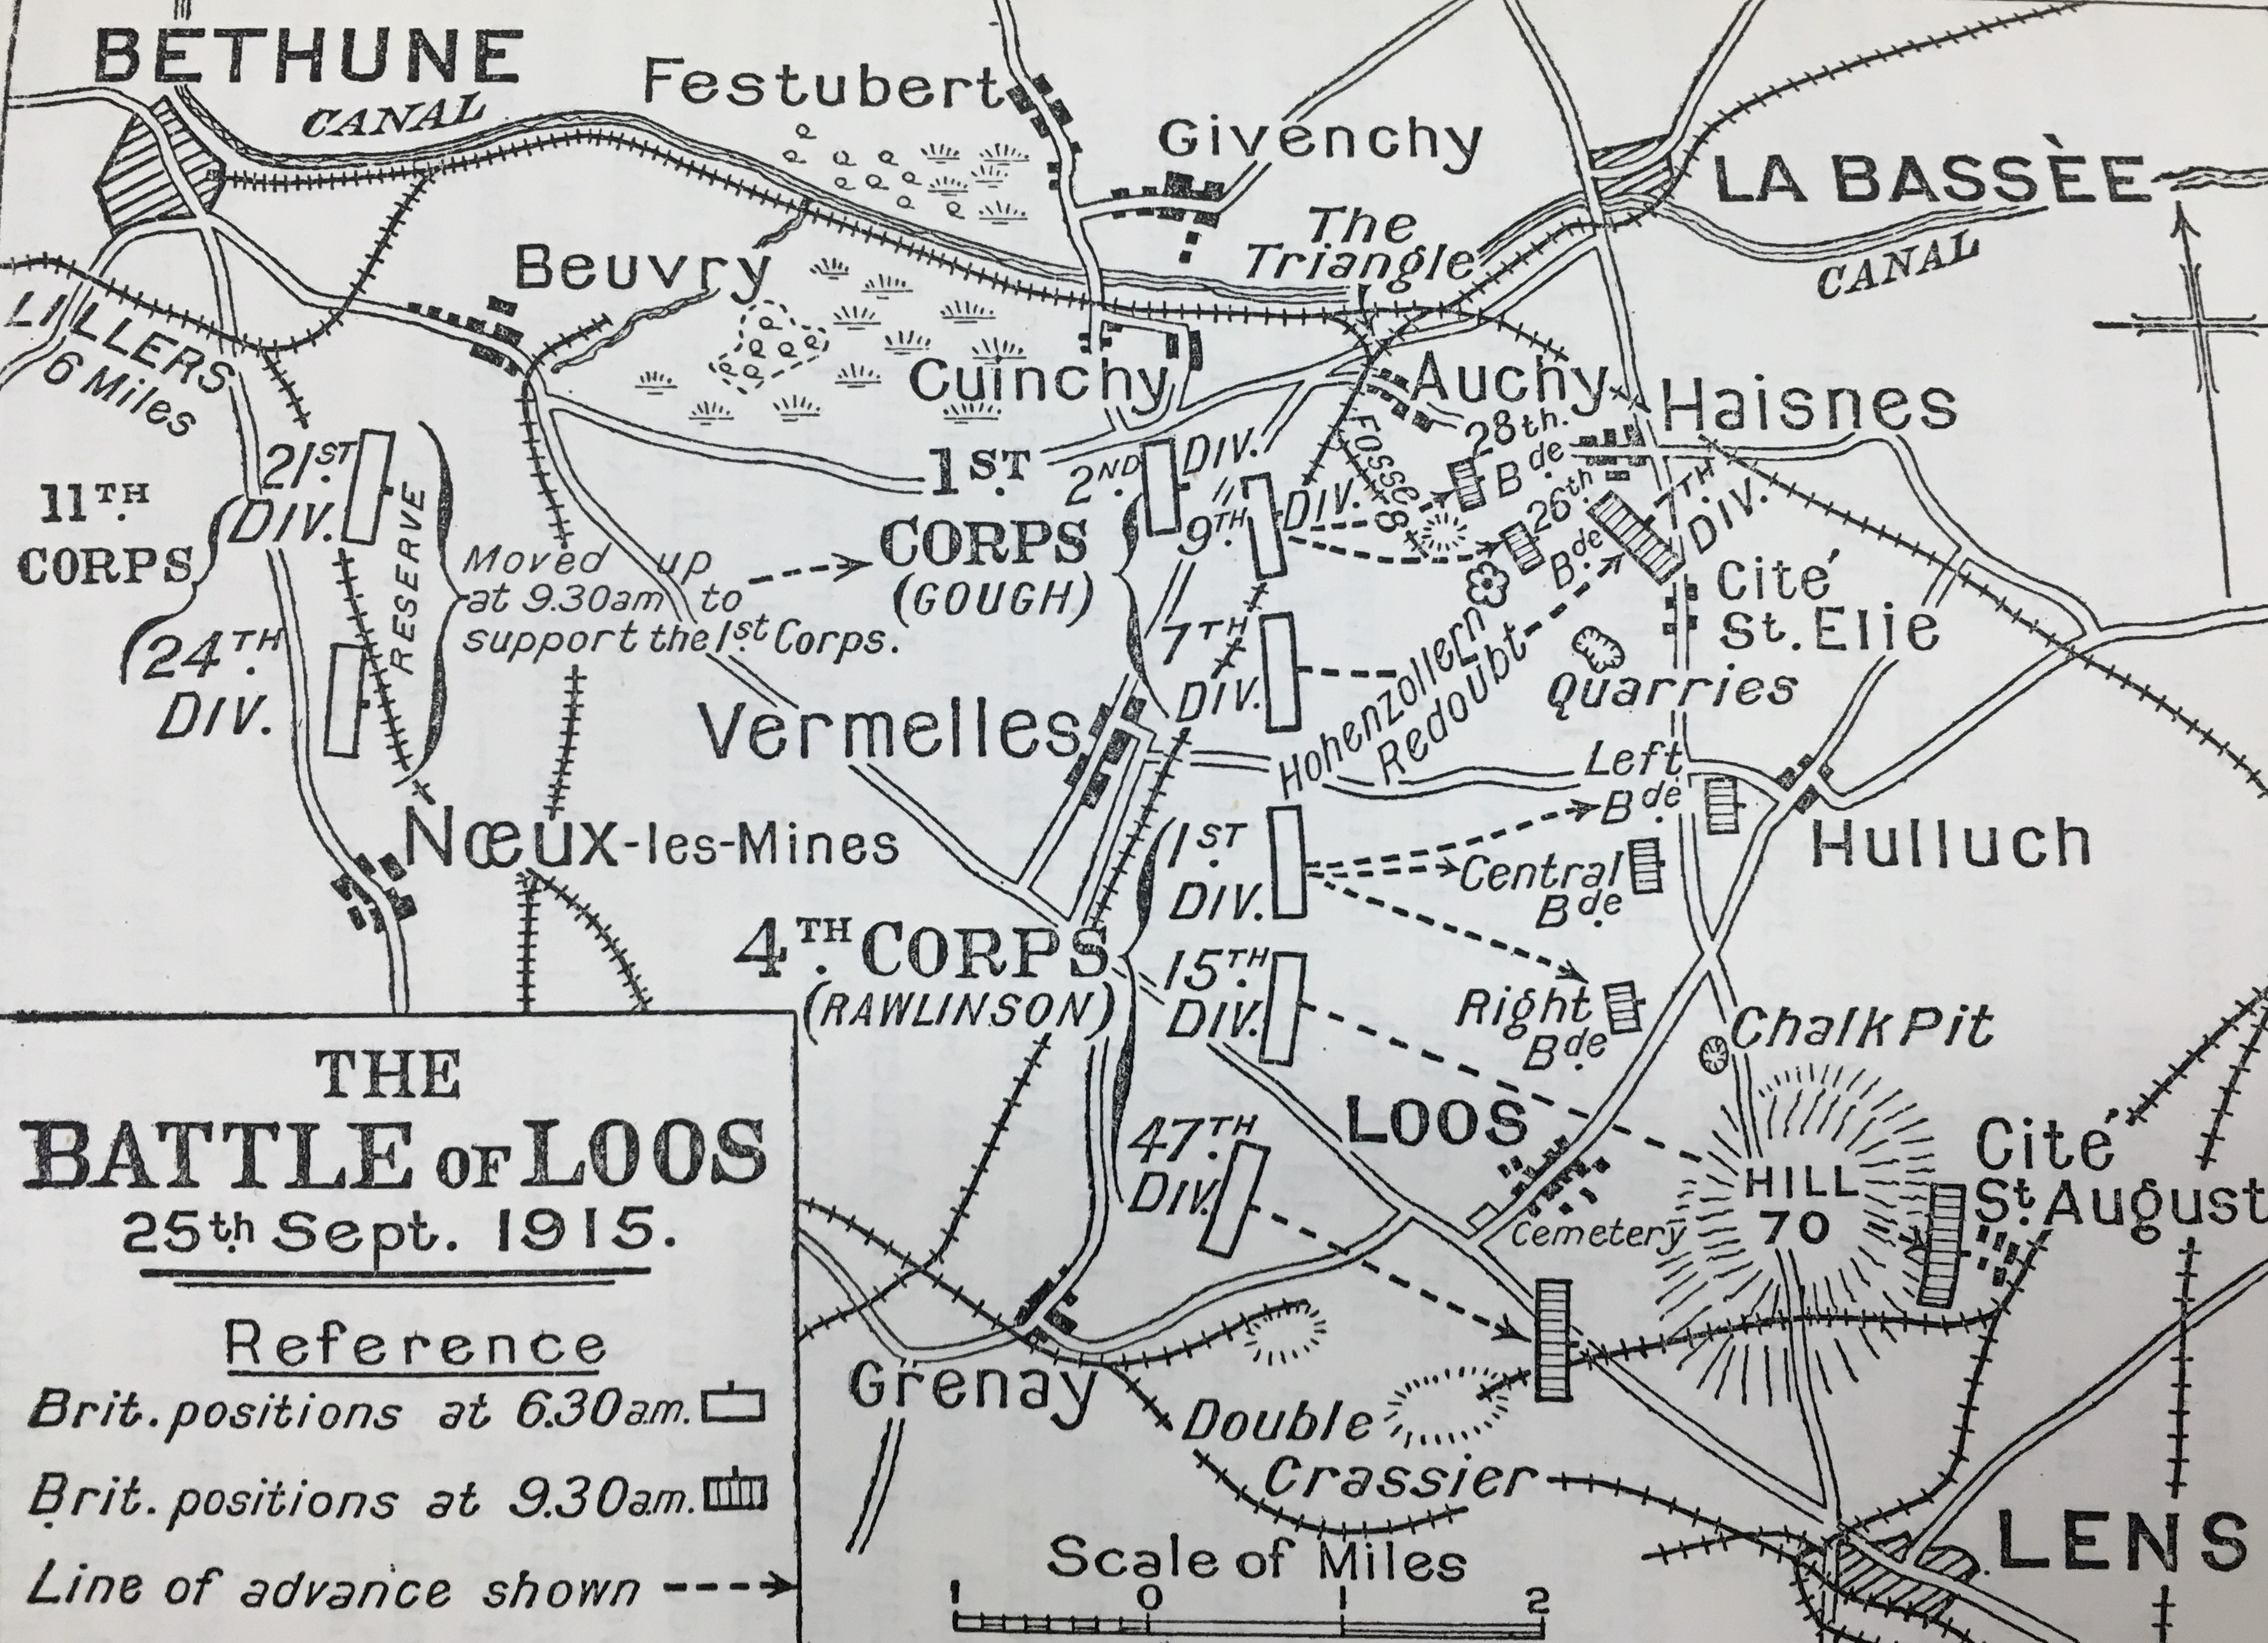 BETHUNE
CANAL
Festubert
Givenchy
LA BASSÈE
The
Triangle
CANAL
Beuvry
LILLERS
6 Miles
Cuinchy
Auchy
Haisnes
FOSSE 8
28th.
Bde
26th
Bde
7TH
DIV.
11TH
CORPS
21ST
DIV.
24TH
DIV.
RESERVE
Moved up
at 9.30am to
support the 1st Corps.
1ST
CORPS
(GOUGH)
2ND DIV.
9TH DIV.
7TH
DIV.
Hohenzollern
Redoubt
Cité
St. Elie
Quarries
Vermelles
Left
Bde
Hulluch
Nœux-les-Mines
1ST
DIV.
Central
Bde
4TH CORPS
(RAWLINSON)
15TH
DIV.
Right
Bde
Chalk Pit
47TH
DIV.
LOOS
Cemetery
HILL
70
Cité
St. August
Grenay
Double
Crassier
LENS
THE
BATTLE OF LOOS
25th Sept. 1915.
Reference
Brit. positions at 6.30a.m.
Brit. positions at 9.30a.m.
Line of advance shown
Scale of Miles
1 0 1 2